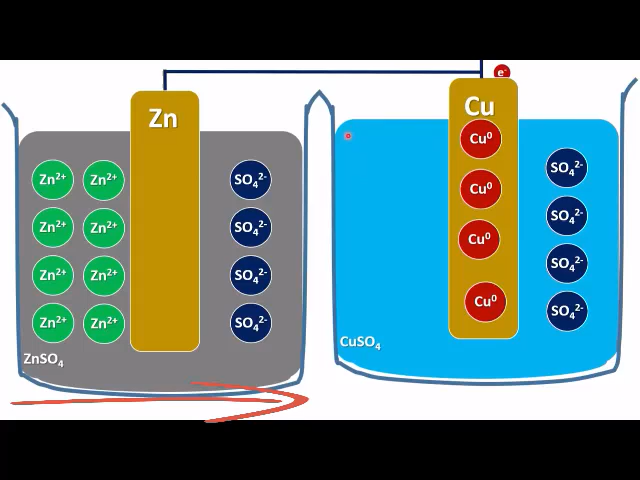 e⁻
Zn
Cu
Cu⁰
Zn²⁺ Zn²⁺ SO₄²⁻ Cu⁰ SO₄²⁻
Zn²⁺ Zn²⁺ SO₄²⁻ Cu⁰ SO₄²⁻
Zn²⁺ Zn²⁺ SO₄²⁻ Cu⁰ SO₄²⁻
Zn²⁺ Zn²⁺ SO₄²⁻ SO₄²⁻
ZnSO₄
CuSO₄